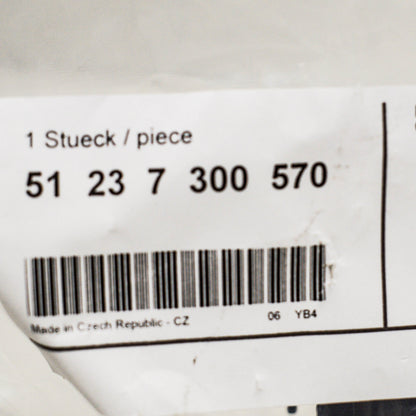 1 Stueck / piece
51 23 7 300 570
Made in Czech Republic - CZ 06 YB4